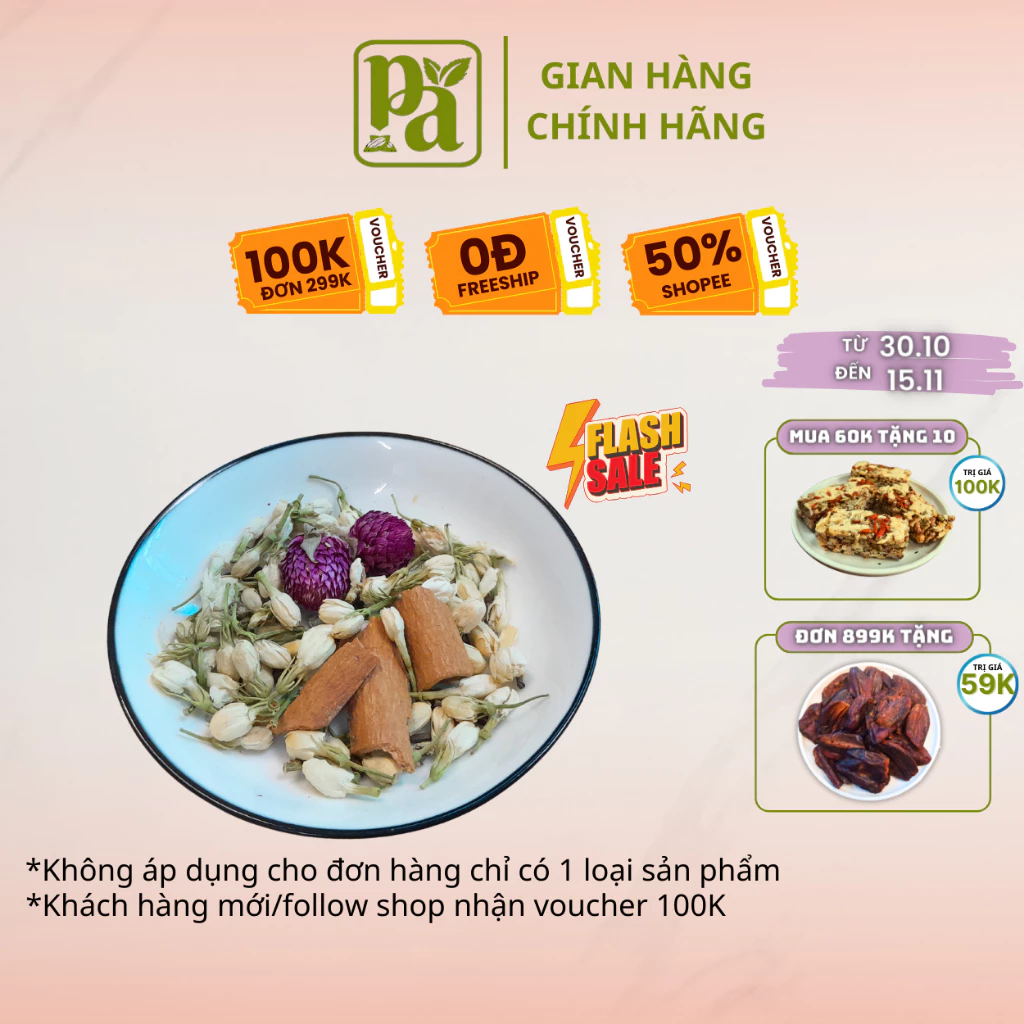 pa
GIAN HÀNG
CHÍNH HÃNG
100K
ĐƠN 299K
VOUCHER
0Đ
FREESHIP
VOUCHER
50%
SHOPEE
VOUCHER
TỪ 30.10
ĐẾN 15.11
FLASH
SALE
MUA 60K TẶNG 10
TRỊ GIÁ
100K
ĐƠN 899K TẶNG
TRỊ GIÁ
59K
*Không áp dụng cho đơn hàng chỉ có 1 loại sản phẩm
*Khách hàng mới/follow shop nhận voucher 100K